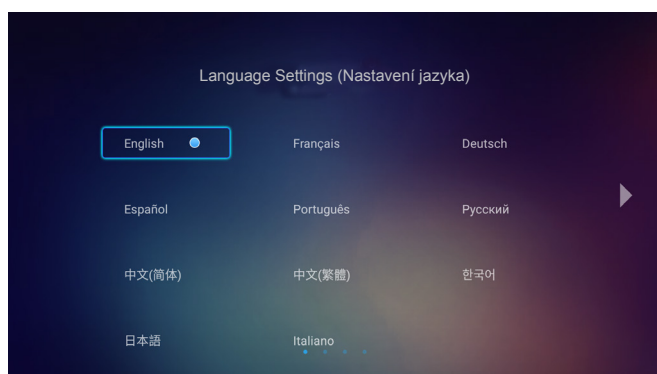 Language Settings (Nastavení jazyka)
English Français Deutsch
Español Português Русский
中文(简体) 中文(繁體) 한국어
日本語 Italiano